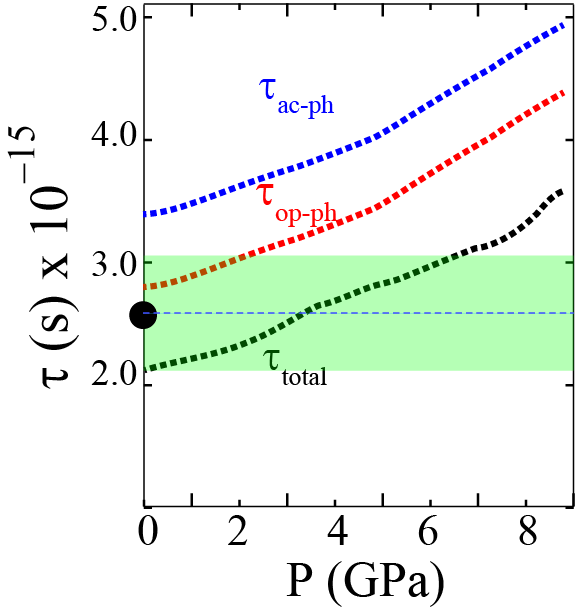 5.0
τac-ph
4.0
τop-ph
3.0
τ (s) x 10−15
2.0
τtotal
0 2 4 6 8
P (GPa)